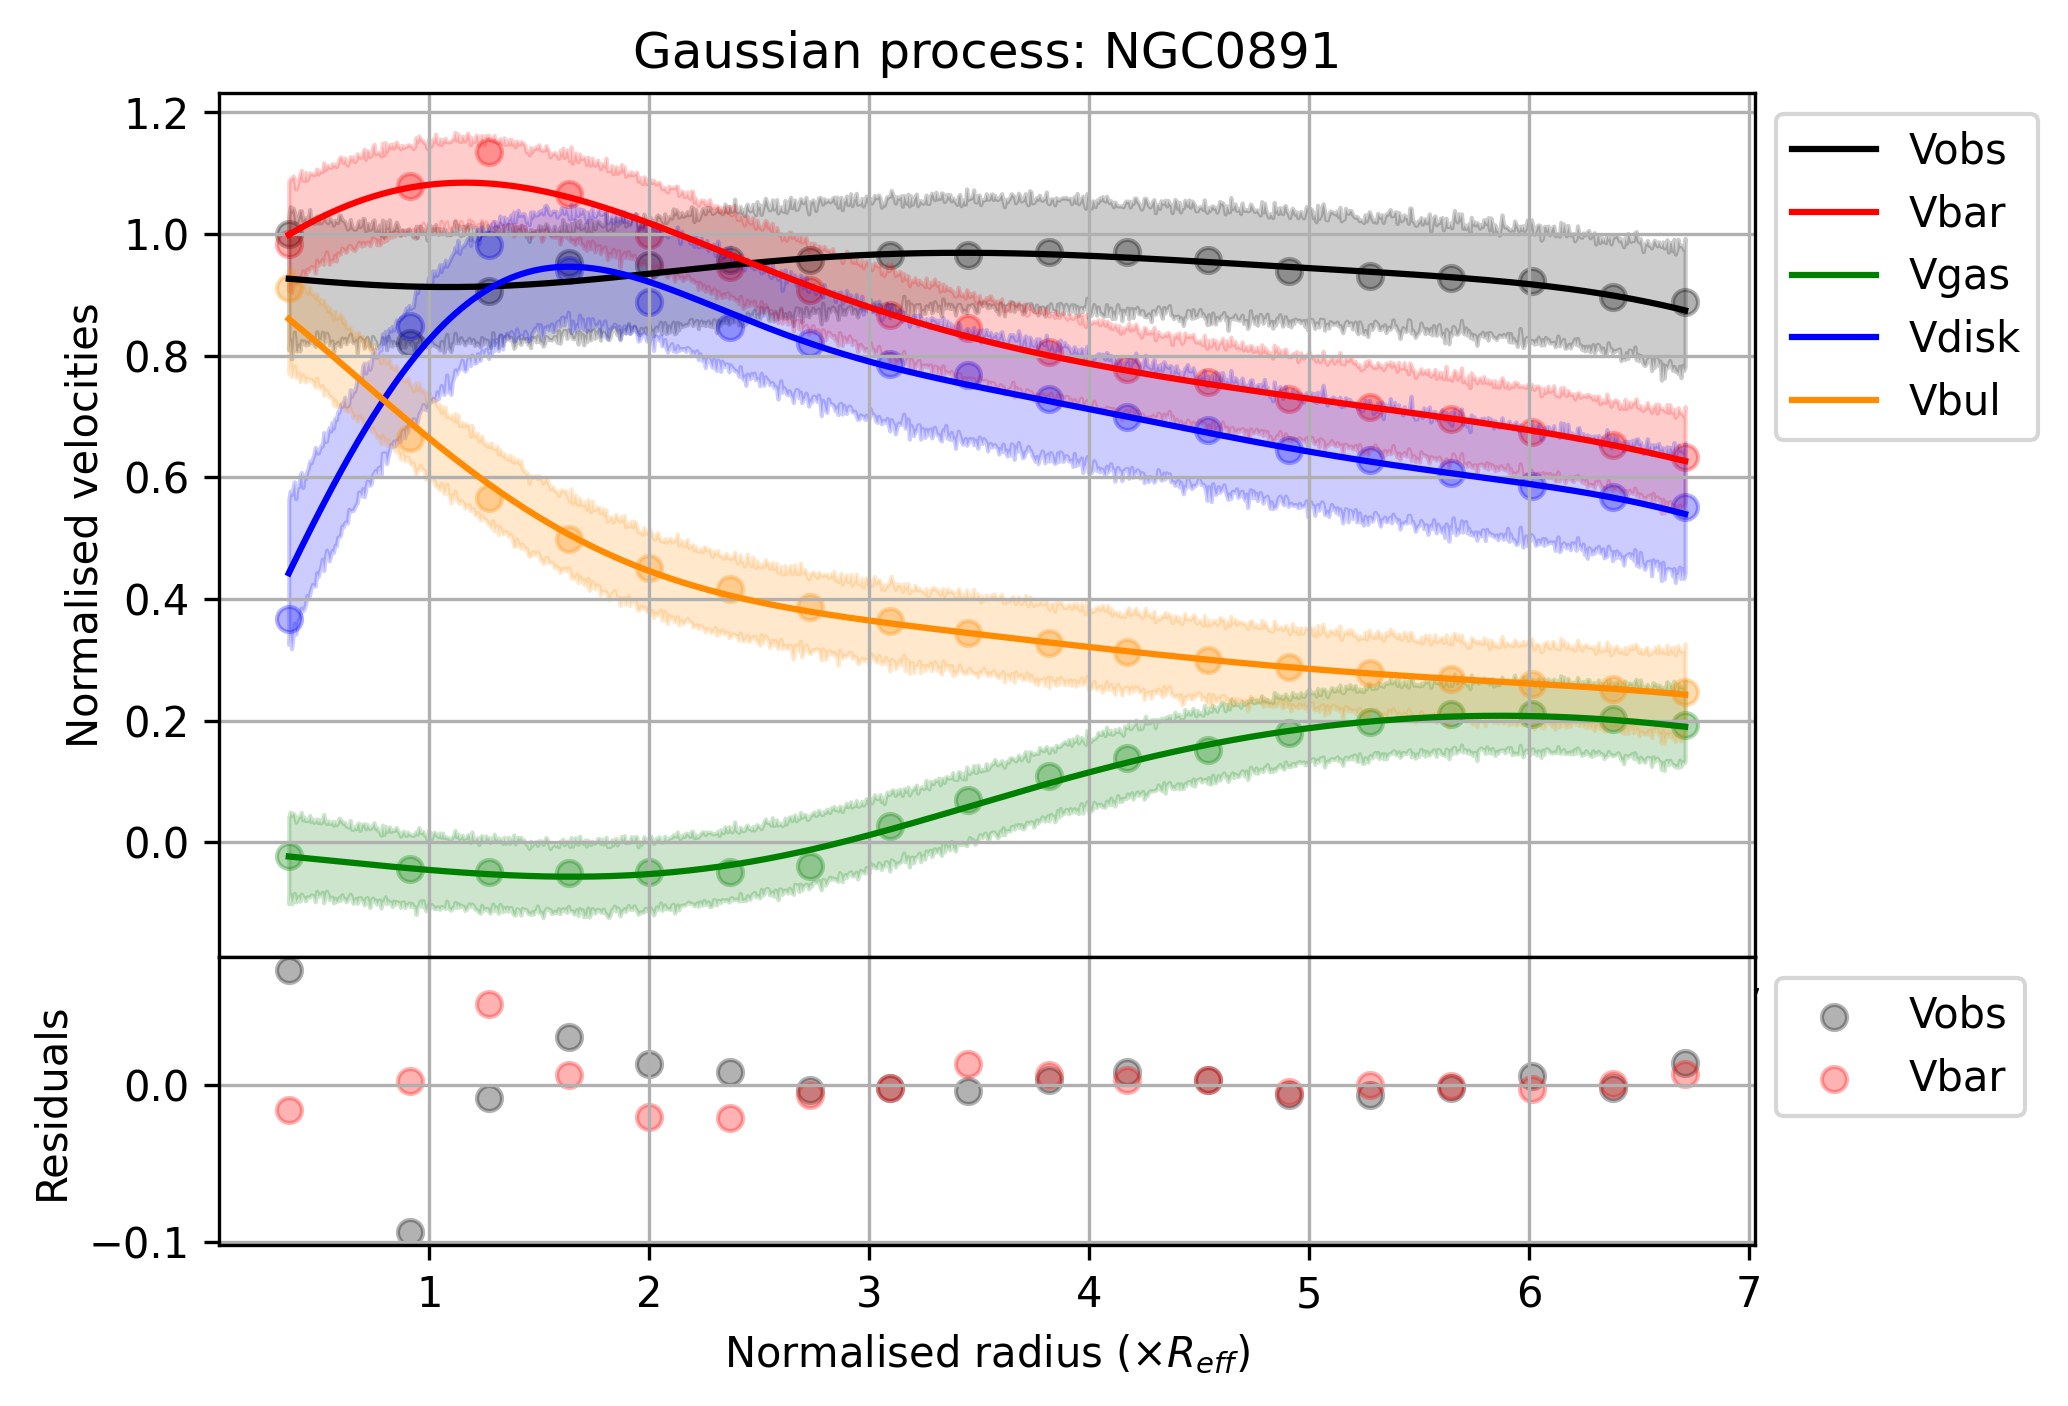 Gaussian process: NGC0891
Normalised velocities
1.2
1.0
0.8
0.6
0.4
0.2
0.0
Vobs
Vbar
Vgas
Vdisk
Vbul
Residuals
0.0
−0.1
Vobs
Vbar
1 2 3 4 5 6 7
Normalised radius (×R_{eff})